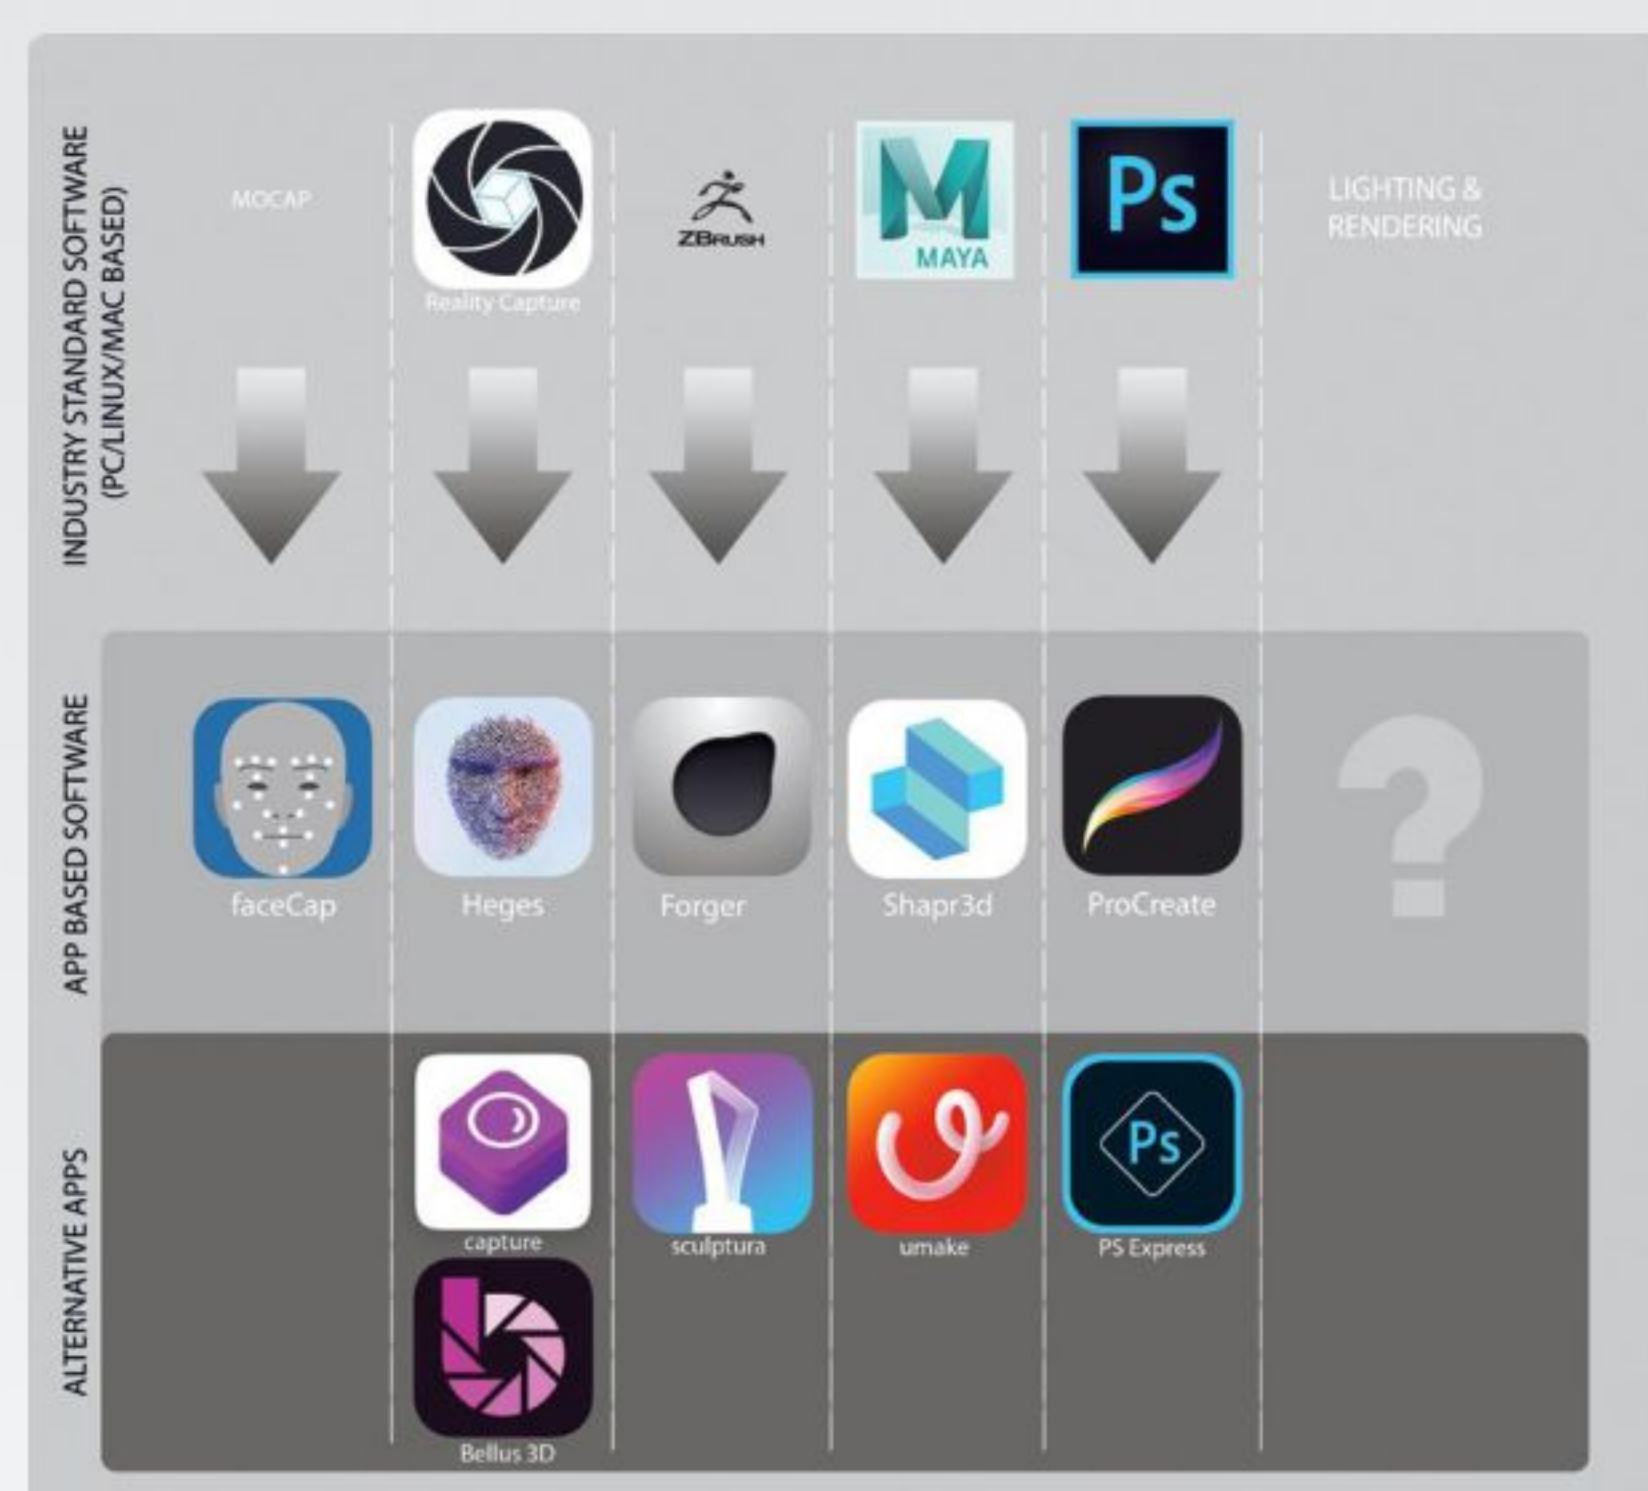 INDUSTRY STANDARD SOFTWARE
(PC/LINUX/MAC BASED)
MOCAP
Reality Capture
ZBRUSH
M
MAYA
Ps
LIGHTING &
RENDERING
APP BASED SOFTWARE
faceCap
Heges
Forger
Shapr3d
ProCreate
?
ALTERNATIVE APPS
capture
sculptura
umake
Ps
PS Express
Bellus 3D